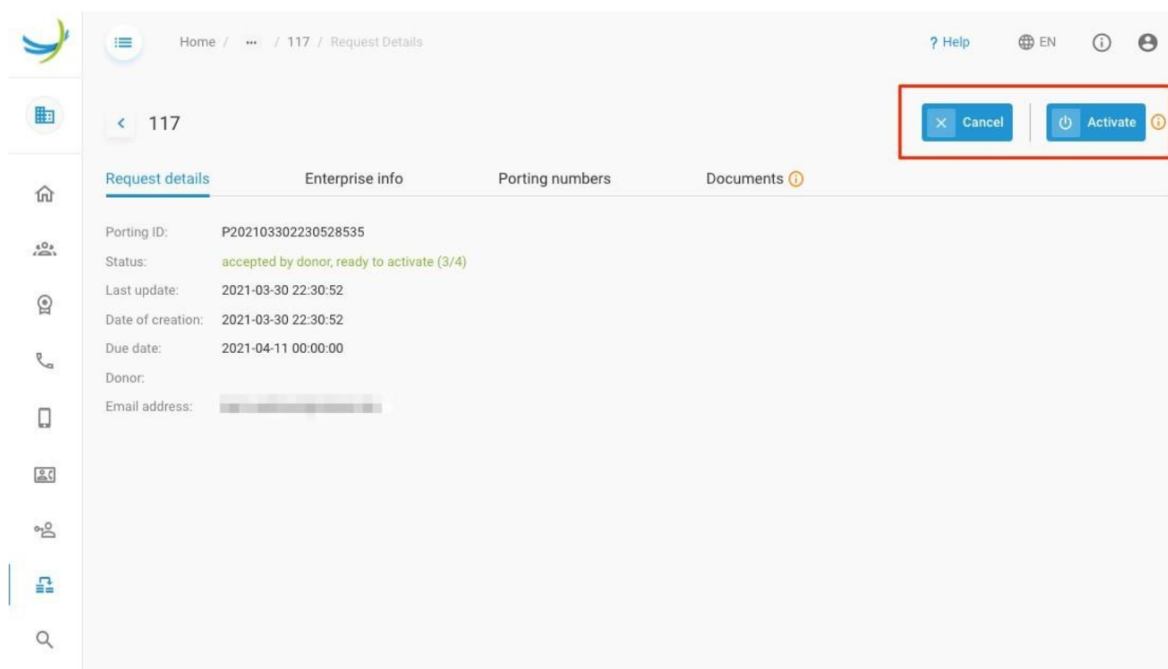 Home / ··· / 117 / Request Details
? Help EN
117
Cancel Activate
Request details Enterprise info Porting numbers Documents
Porting ID: P202103302230528535
Status: accepted by donor, ready to activate (3/4)
Last update: 2021-03-30 22:30:52
Date of creation: 2021-03-30 22:30:52
Due date: 2021-04-11 00:00:00
Donor:
Email address: